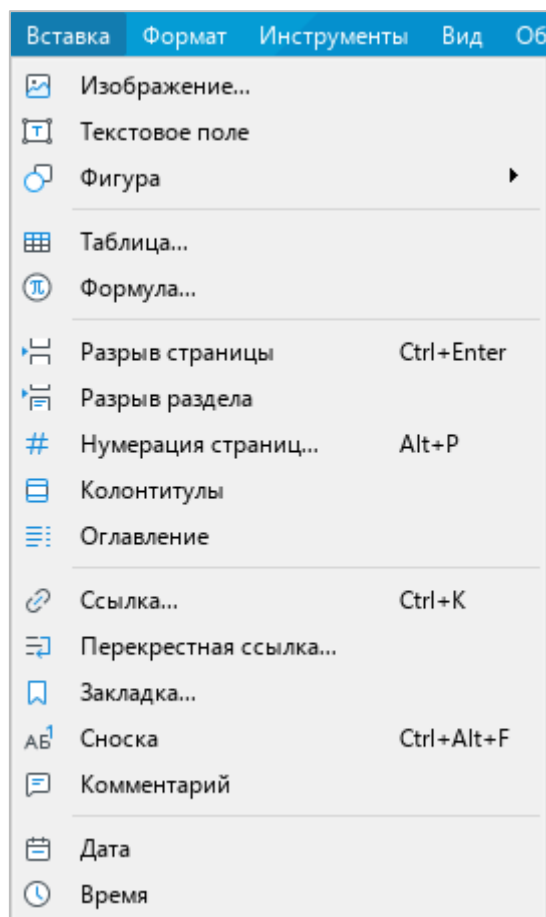 Вставка Формат Инструменты Вид Об
Изображение...
Текстовое поле
Фигура
Таблица...
Формула...
Разрыв страницы Ctrl+Enter
Разрыв раздела
Нумерация страниц... Alt+P
Колонтитулы
Оглавление
Ссылка... Ctrl+K
Перекрестная ссылка...
Закладка...
Сноска Ctrl+Alt+F
Комментарий
Дата
Время